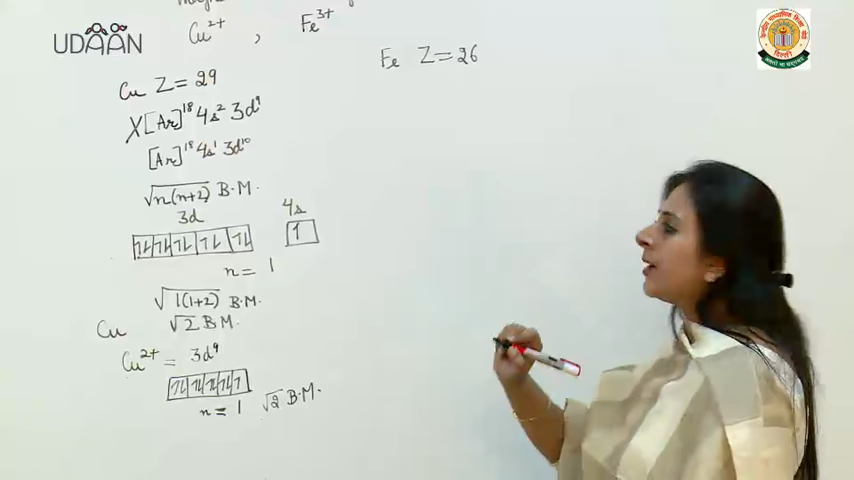 UDAAN
Cu²⁺ , Fe³⁺
Cu Z = 29
X [Ar]¹⁸ 4s² 3d⁹
[Ar]¹⁸ 4s¹ 3d¹⁰
√n(n+2) B.M.
3d 4s
n = 1
√1(1+2) B.M.
√2 B.M.
Cu
Cu²⁺ = 3d⁹
n = 1 √2 B.M.
Fe Z = 26